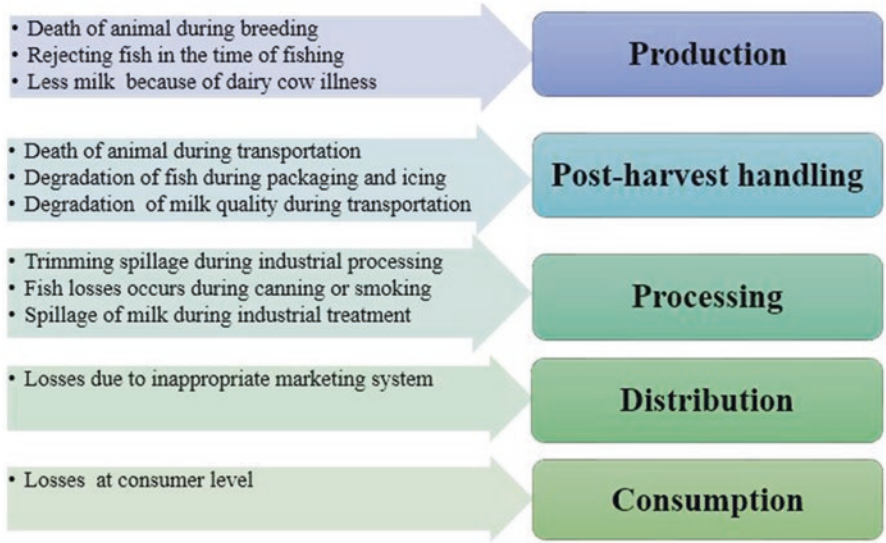 • Death of animal during breeding
• Rejecting fish in the time of fishing
• Less milk because of dairy cow illness
Production
• Death of animal during transportation
• Degradation of fish during packaging and icing
• Degradation of milk quality during transportation
Post-harvest handling
• Trimming spillage during industrial processing
• Fish losses occurs during canning or smoking
• Spillage of milk during industrial treatment
Processing
• Losses due to inappropriate marketing system
Distribution
• Losses at consumer level
Consumption